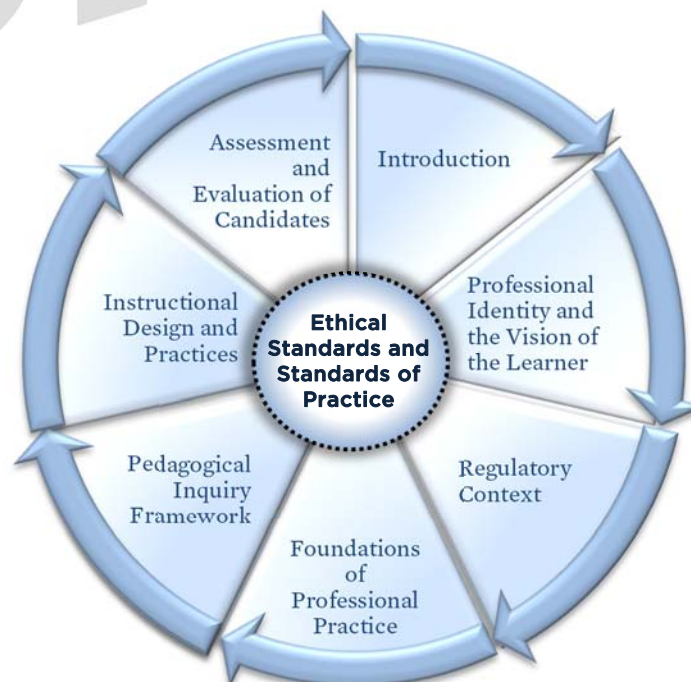 Introduction
Professional
Identity and
the Vision of
the Learner
Regulatory
Context
Foundations
of
Professional
Practice
Pedagogical
Inquiry
Framework
Instructional
Design and
Practices
Assessment
and
Evaluation of
Candidates
Ethical
Standards and
Standards of
Practice